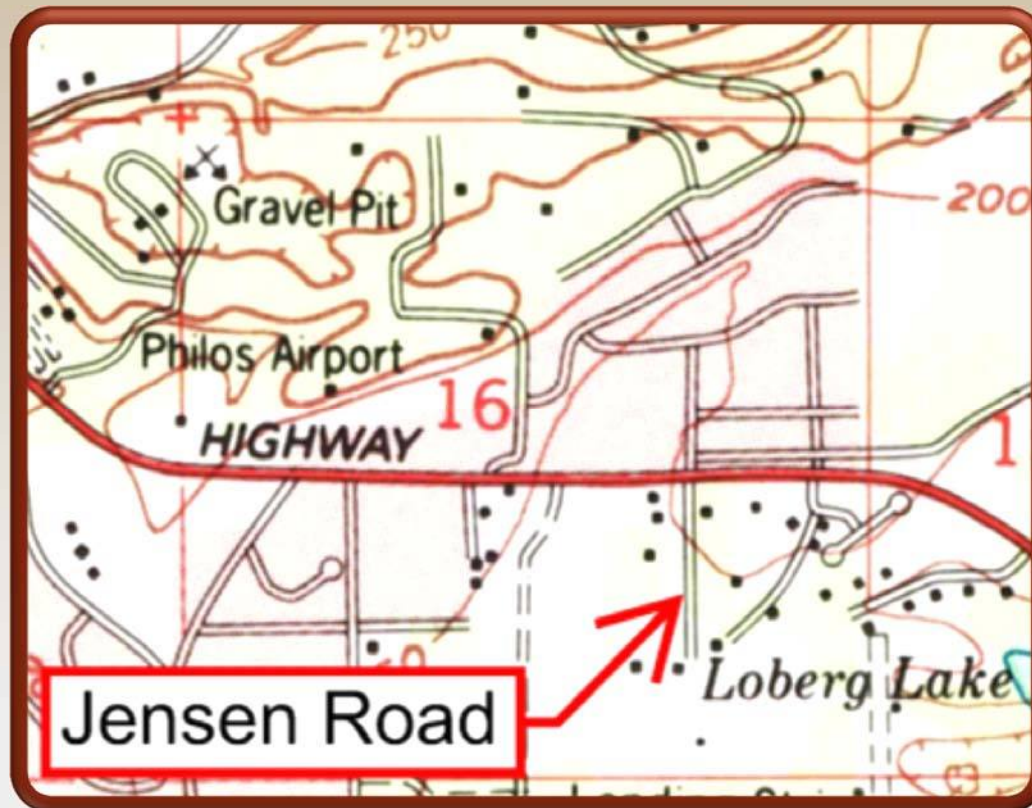 250
Gravel Pit
200
Philos Airport
16
HIGHWAY
1
Jensen Road
Loberg Lake